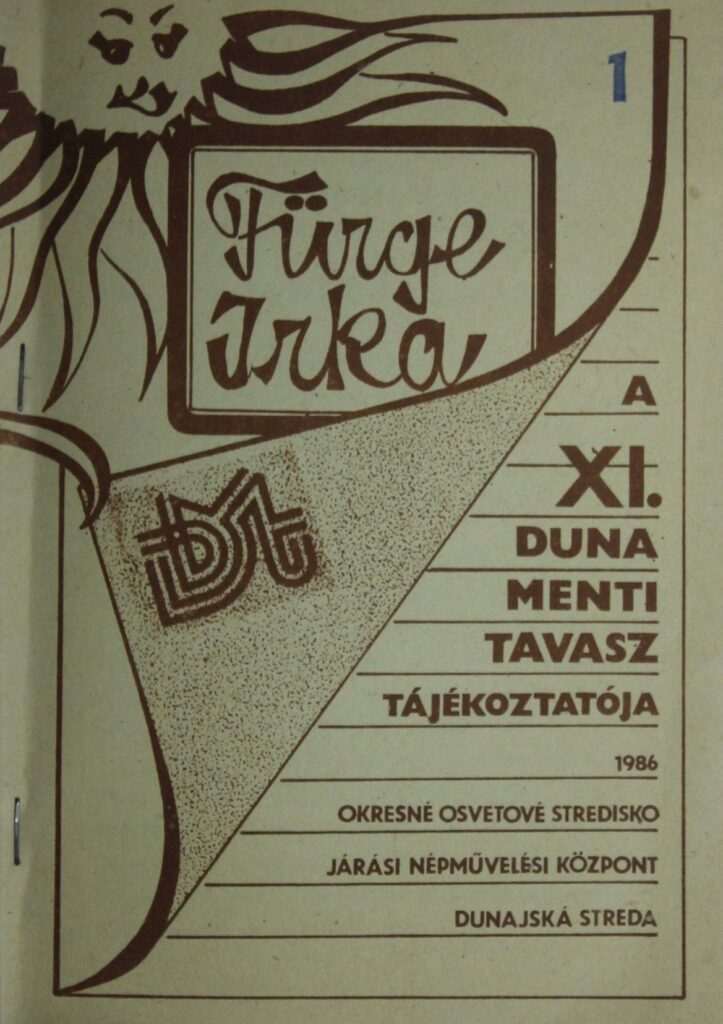 1
Fürge
Irka
A
XI.
DUNA
MENTI
TAVASZ
TÁJÉKOZTATÓJA
1986
OKRESNÉ OSVETOVÉ STREDISKO
JÁRÁSI NÉPMŰVELÉSI KÖZPONT
DUNAJSKÁ STREDA